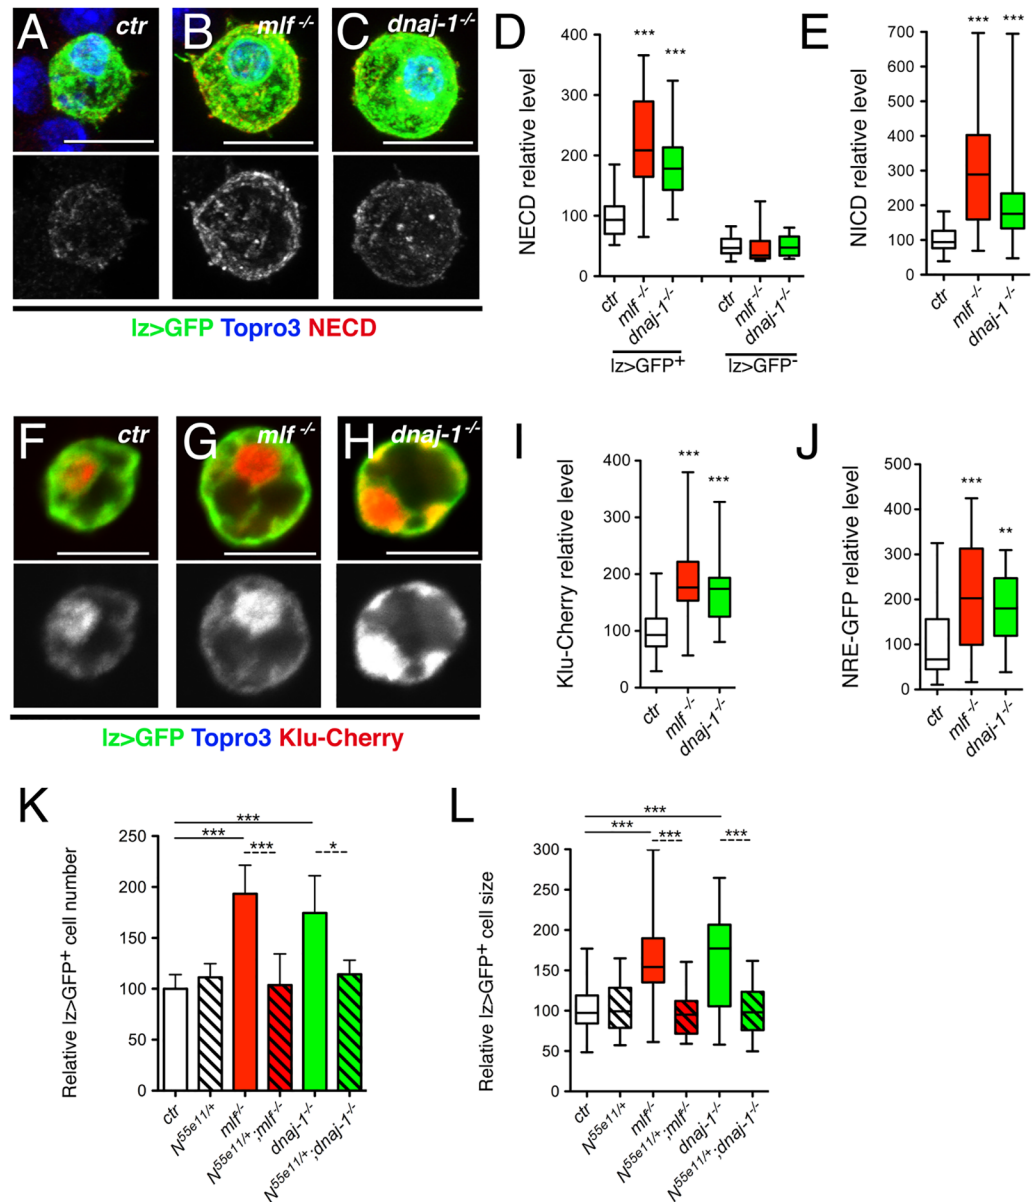 A ctr
B mlf -/-
C dnaj-1-/-
lz>GFP Topro3 NECD
D
NECD relative level
400
300
200
100
0
*** ***
ctr
mlf -/-
dnaj-1-/-
ctr
mlf -/-
dnaj-1-/-
lz>GFP+
lz>GFP-
E
NICD relative level
700
600
500
400
300
200
100
0
*** ***
ctr
mlf -/-
dnaj-1-/-
F ctr
G mlf -/-
H dnaj-1-/-
lz>GFP Topro3 Klu-Cherry
I
Klu-Cherry relative level
400
300
200
100
0
*** ***
ctr
mlf -/-
dnaj-1-/-
J
NRE-GFP relative level
500
400
300
200
100
0
*** **
ctr
mlf -/-
dnaj-1-/-
K
Relative lz>GFP+ cell number
250
200
150
100
50
0
***
***
*** *
ctr
N55e11/+
mlf-/-
N55e11/+;mlf-/-
dnaj-1-/-
N55e11/+;dnaj-1-/-
L
Relative lz>GFP+ cell size
300
250
200
150
100
50
0
***
***
*** ***
ctr
N55e11/+
mlf-/-
N55e11/+;mlf-/-
dnaj-1-/-
N55e11/+;dnaj-1-/-